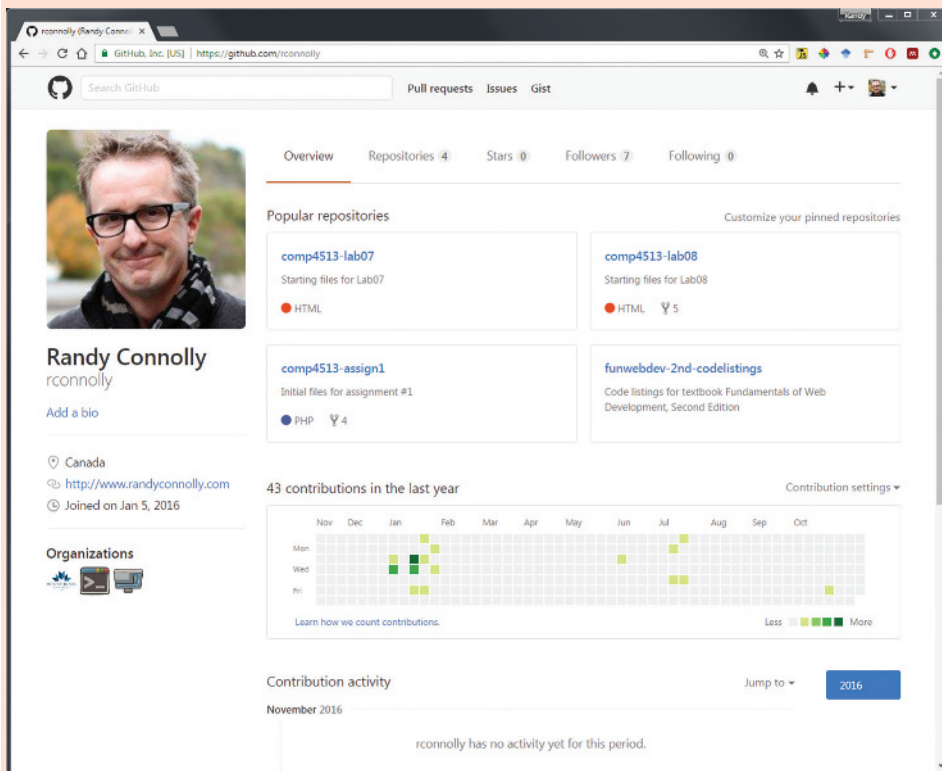 Randy
rconnolly (Randy Connol
GitHub, Inc. [US] | https://github.com/rconnolly
Search GitHub
Pull requests Issues Gist
Overview Repositories 4 Stars 0 Followers 7 Following 0
Popular repositories Customize your pinned repositories
comp4513-lab07
Starting files for Lab07
HTML
comp4513-lab08
Starting files for Lab08
HTML 5
comp4513-assign1
Initial files for assignment #1
PHP 4
funwebdev-2nd-codelistings
Code listings for textbook Fundamentals of Web
Development, Second Edition
Randy Connolly
rconnolly
Add a bio
Canada
http://www.randyconnolly.com
Joined on Jan 5, 2016
Organizations
43 contributions in the last year Contribution settings
Nov Dec Jan Feb Mar Apr May Jun Jul Aug Sep Oct
Mon
Wed
Fri
Learn how we count contributions. Less More
Contribution activity Jump to 2016
November 2016
rconnolly has no activity yet for this period.